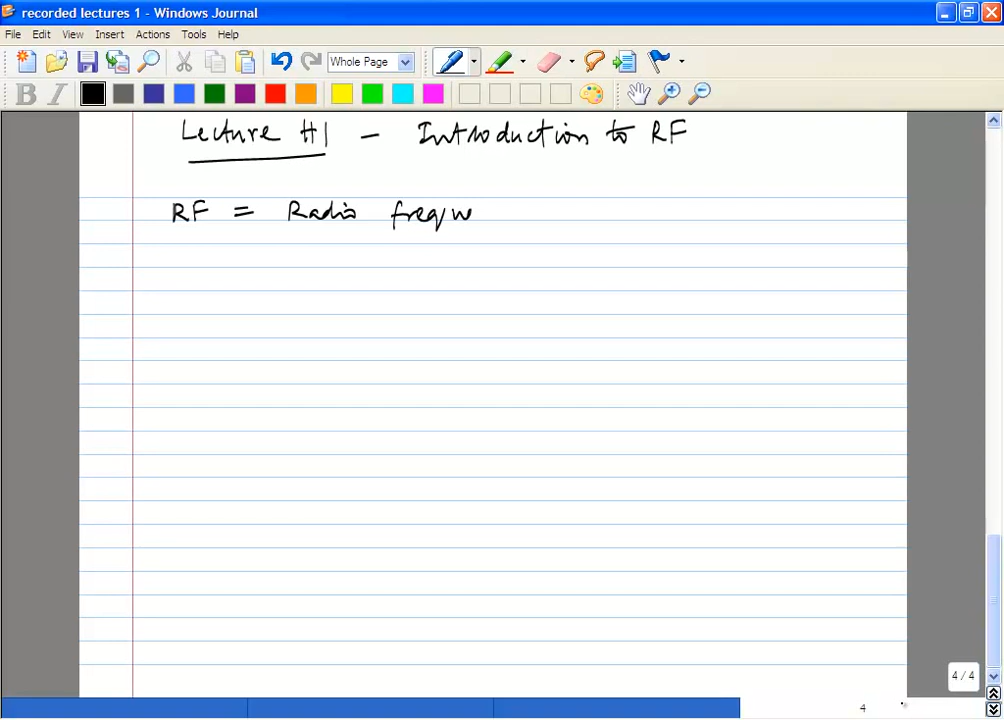 recorded lectures 1 - Windows Journal
File Edit View Insert Actions Tools Help
Whole Page
B I
Lecture #1 – Introduction to RF
RF = Radio frequ
4 / 4
4